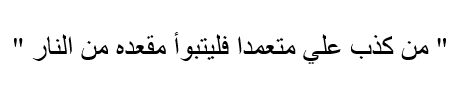 " من كذب علي متعمدا فليتبوأ مقعده من النار "